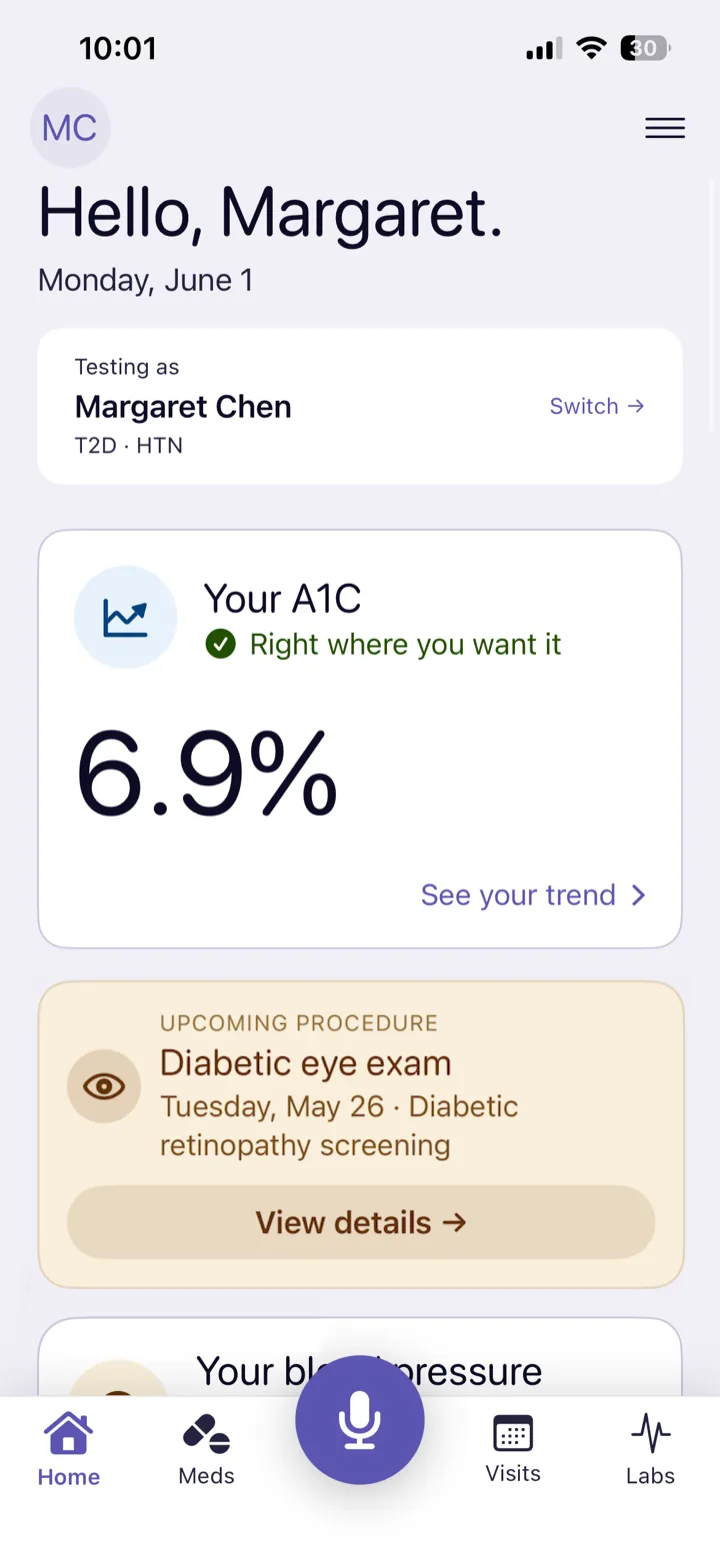 10:01
30
MC
Hello, Margaret.
Monday, June 1
Testing as
Margaret Chen
T2D · HTN
Switch →
Your A1C
Right where you want it
6.9%
See your trend
UPCOMING PROCEDURE
Diabetic eye exam
Tuesday, May 26 · Diabetic
retinopathy screening
View details →
Your pressure
Home
Meds
Visits
Labs